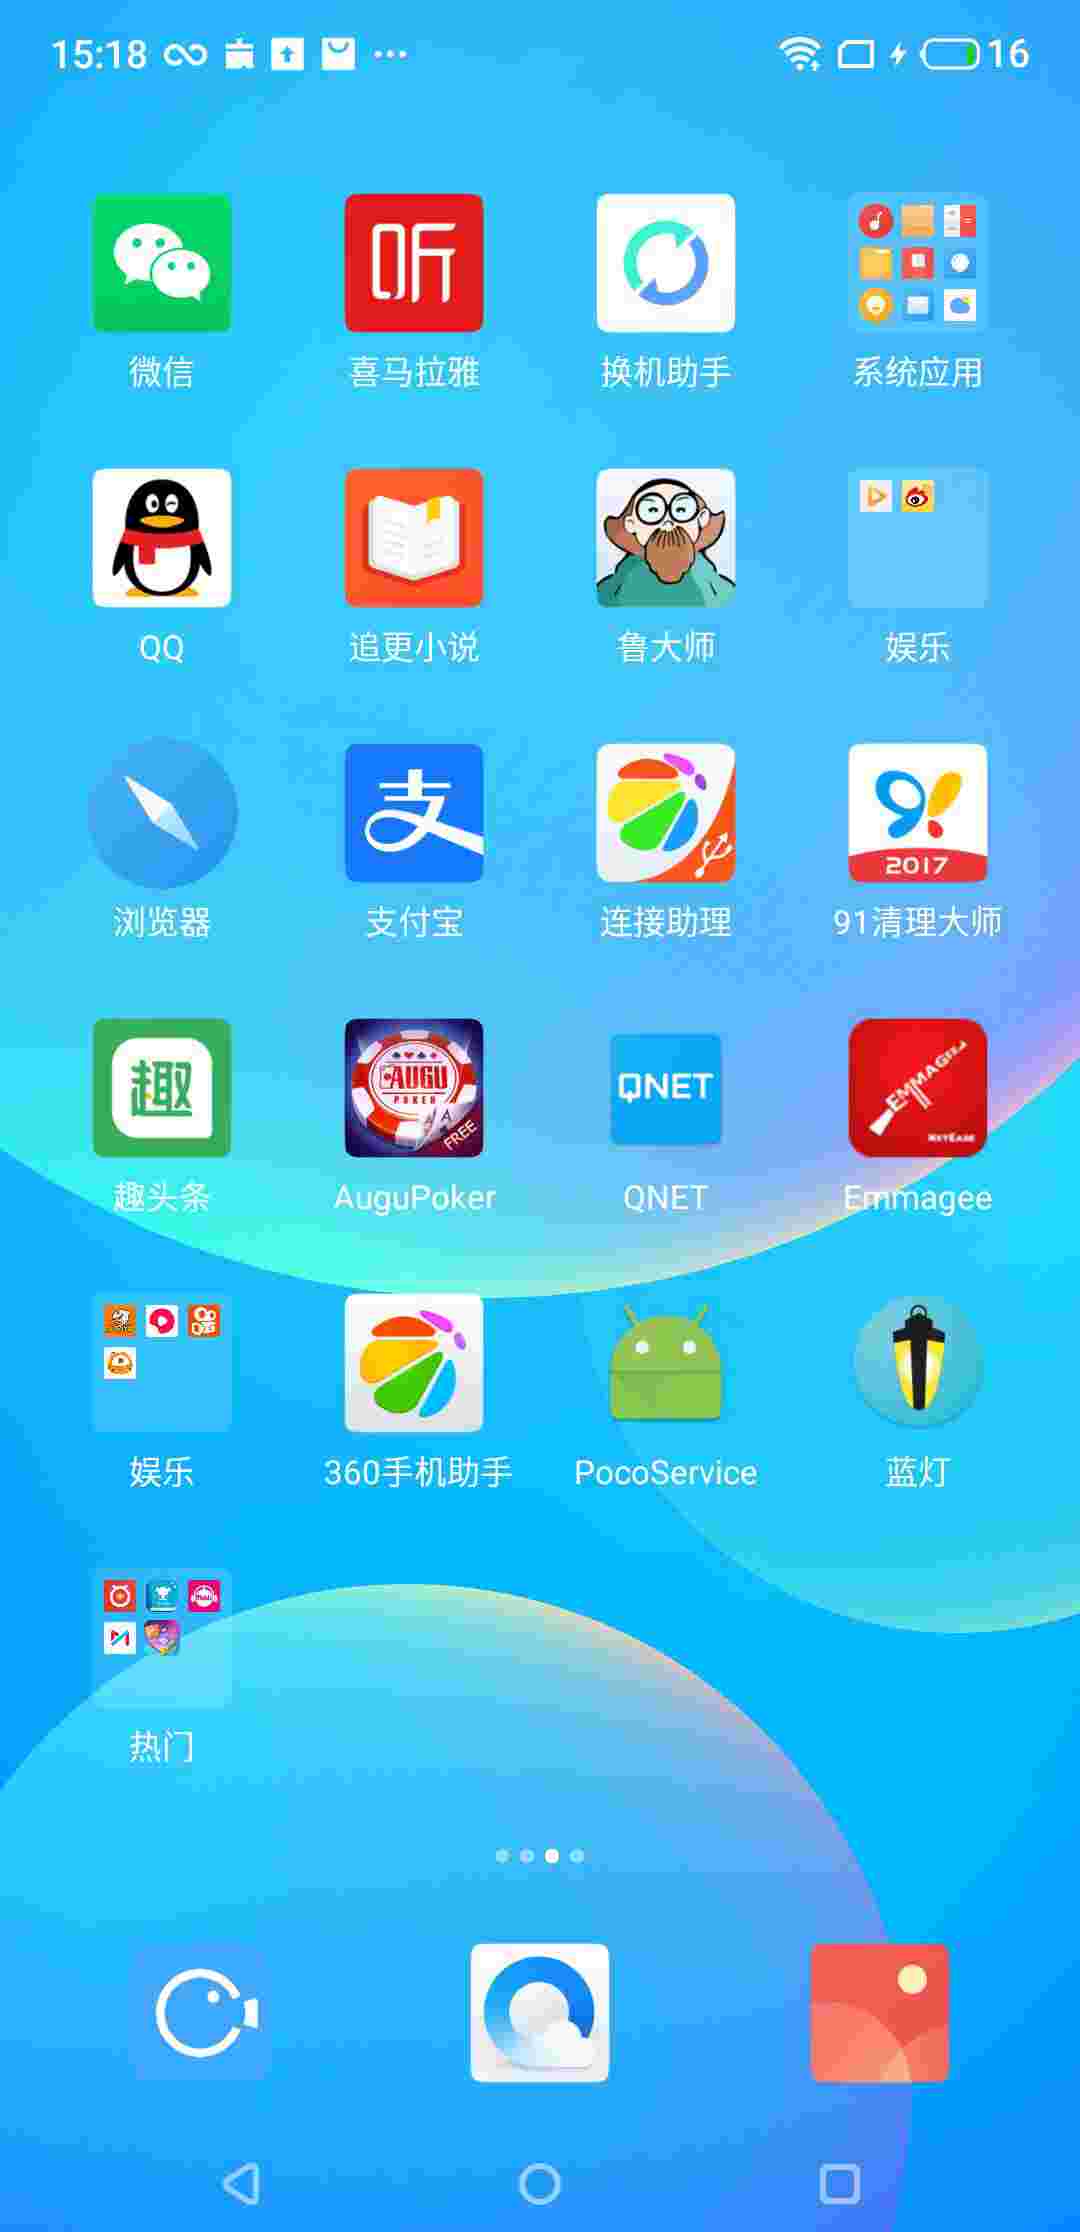 15:18 16
听
微信 喜马拉雅 换机助手 系统应用
QQ 追更小说 鲁大师 娱乐
支 2017
浏览器 支付宝 连接助理 91清理大师
趣 AUGU POKER A FREE QNET EMMAGEE NETEASE
趣头条 AuguPoker QNET Emmagee
娱乐 360手机助手 PocoService 蓝灯
热门